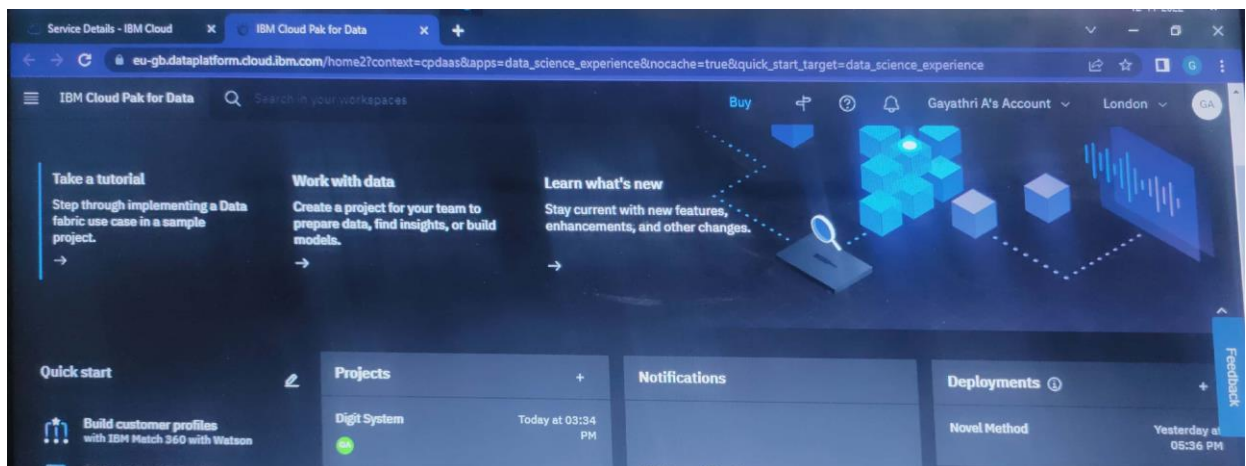 Service Details - IBM Cloud
IBM Cloud Pak for Data
eu-gb.dataplatform.cloud.ibm.com/home2?context=cpdaas&apps=data_science_experience&nocache=true&quick_start_target=data_science_experience
G
IBM Cloud Pak for Data
Search in your workspaces
Buy
Gayathri A's Account
London
GA
Take a tutorial
Step through implementing a Data
fabric use case in a sample
project.
Work with data
Create a project for your team to
prepare data, find insights, or build
models.
Learn what's new
Stay current with new features,
enhancements, and other changes.
Feedback
Quick start
Build customer profiles
with IBM Match 360 with Watson
Projects
Digit System
Today at 03:34
PM
GA
Notifications
Deployments
Novel Method
Yesterday at
05:36 PM